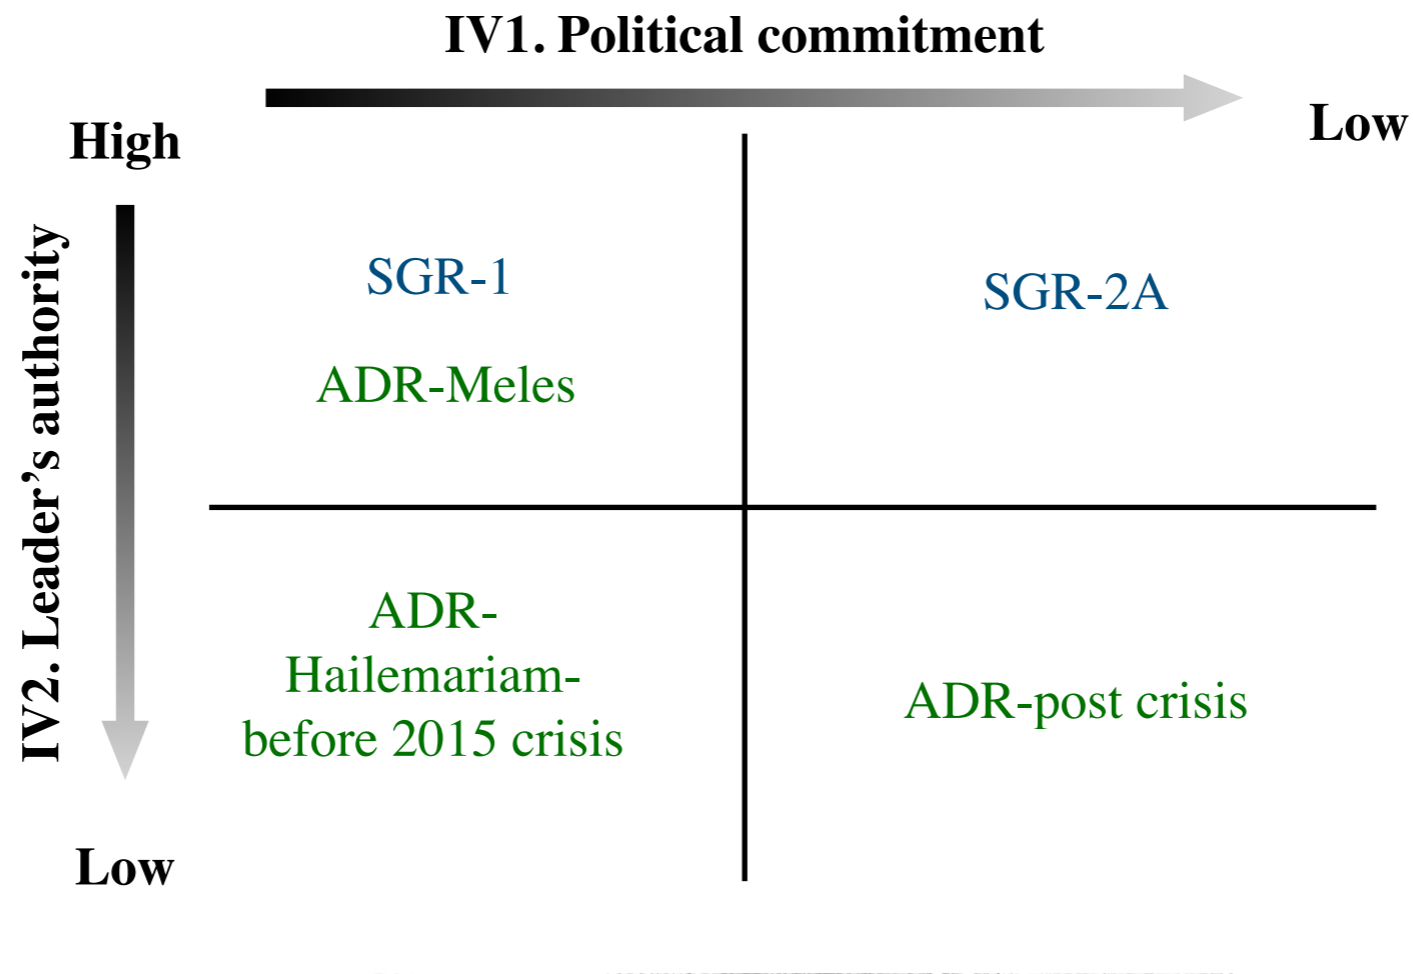 IV1. Political commitment
High
Low
IV2. Leader's authority
SGR-1
SGR-2A
ADR-Meles
ADR-
Hailemariam-
before 2015 crisis
ADR-post crisis
Low